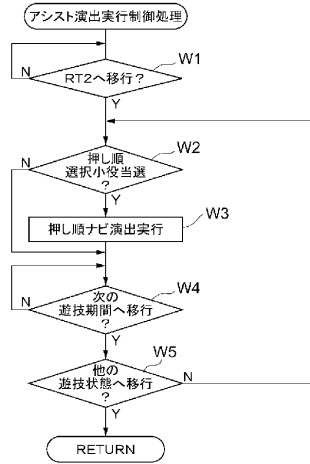 アシスト演出実行制御処理
W1
N
RT2へ移行？
Y
W2
N
押し順
選択小役当選
？
Y
W3
押し順ナビ演出実行
W4
次の
遊技期間へ移行
N
？
Y
W5
他の
遊技状態へ移行
N
？
Y
RETURN